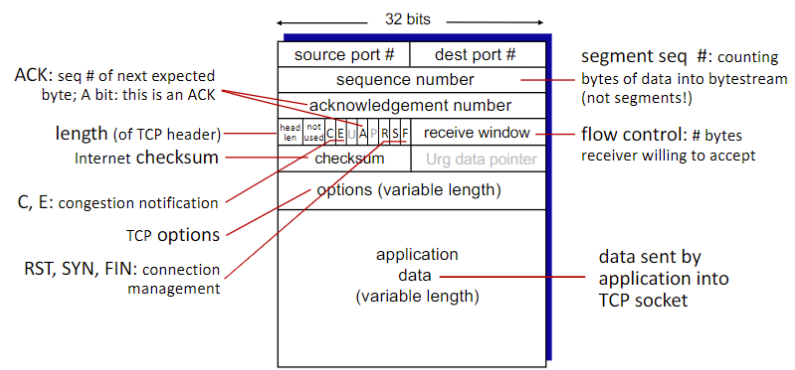 32 bits
source port #
dest port #
sequence number
acknowledgement number
head
len
not
used
C E U A P R S F
receive window
checksum
Urg data pointer
options (variable length)
application
data
(variable length)
ACK: seq # of next expected
byte; A bit: this is an ACK
length (of TCP header)
Internet checksum
C, E: congestion notification
TCP options
RST, SYN, FIN: connection
management
segment seq #: counting
bytes of data into bytestream
(not segments!)
flow control: # bytes
receiver willing to accept
data sent by
application into
TCP socket